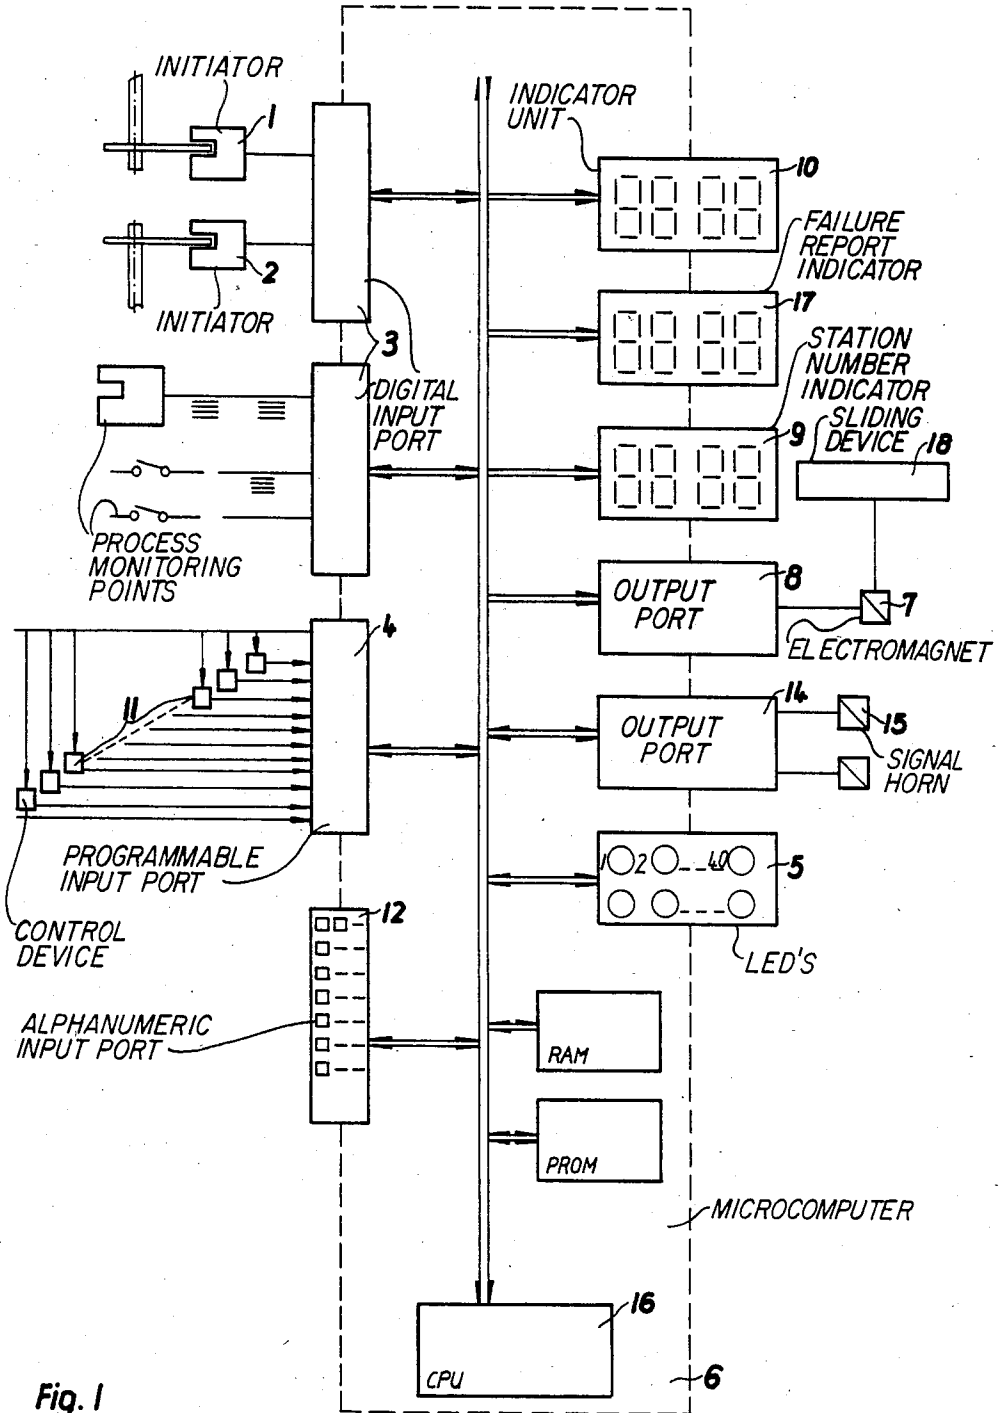 INITIATOR
1
2
INITIATOR
3
DIGITAL
INPUT
PORT
PROCESS
MONITORING
POINTS
4
11
PROGRAMMABLE
INPUT PORT
CONTROL
DEVICE
12
ALPHANUMERIC
INPUT PORT
INDICATOR
UNIT
10
FAILURE
REPORT
INDICATOR
17
STATION
NUMBER
INDICATOR
9
SLIDING
DEVICE
18
OUTPUT
PORT
8
7
ELECTROMAGNET
OUTPUT
PORT
14
15
SIGNAL
HORN
1 2 40
5
LED'S
RAM
PROM
MICROCOMPUTER
16
CPU
6
Fig. 1